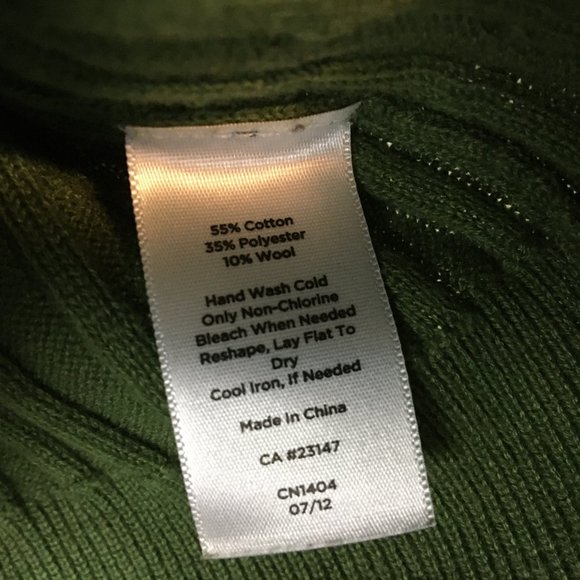 55% Cotton
35% Polyester
10% Wool
Hand Wash Cold
Only Non-Chlorine
Bleach When Needed
Reshape, Lay Flat To
Dry
Cool Iron, If Needed
Made In China
CA #23147
CN1404
07/12